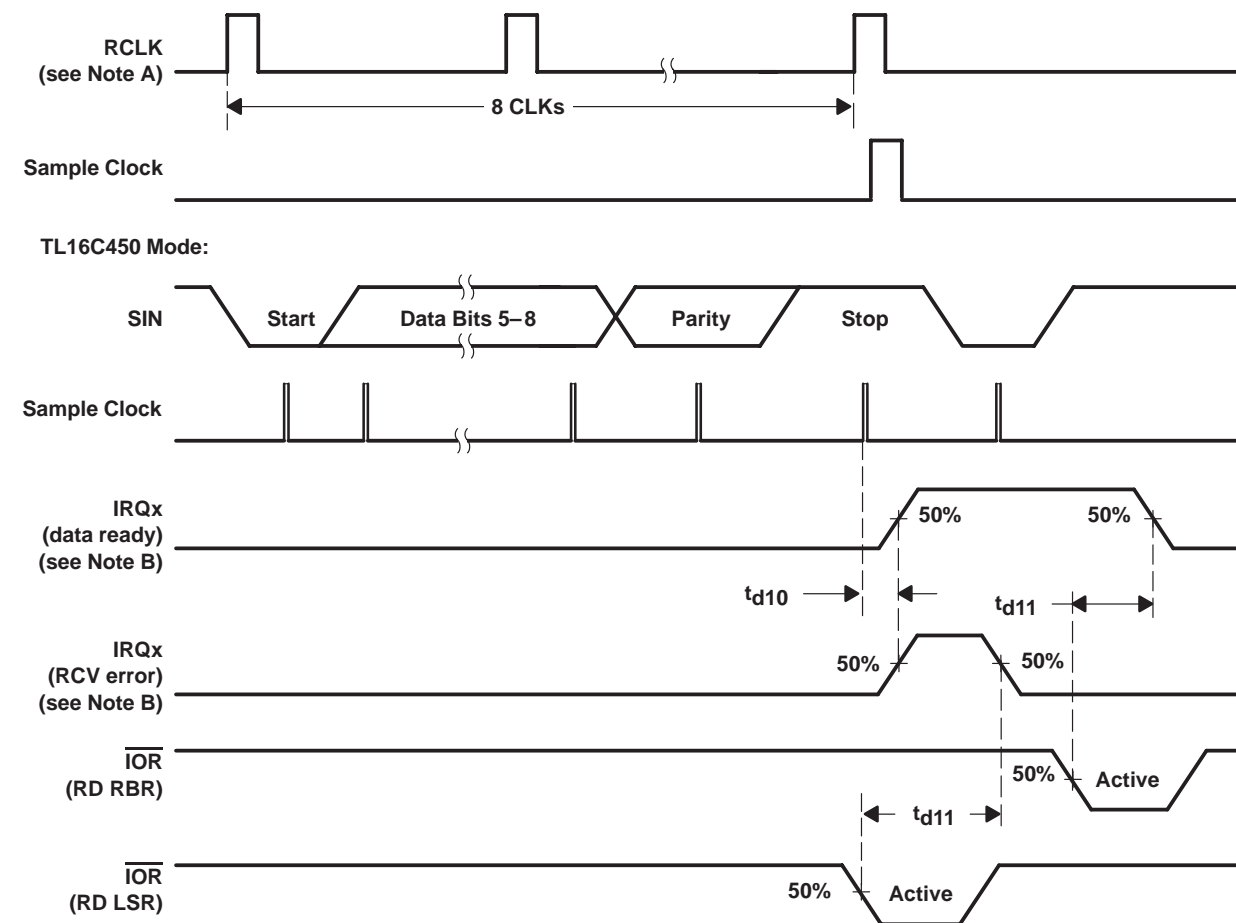 RCLK
(see Note A)
8 CLKs
Sample Clock
TL16C450 Mode:
SIN
Start
Data Bits 5–8
Parity
Stop
Sample Clock
IRQx
(data ready)
(see Note B)
50%
50%
td10
td11
IRQx
(RCV error)
(see Note B)
50%
50%
IOR
(RD RBR)
50%
Active
td11
IOR
(RD LSR)
50%
Active